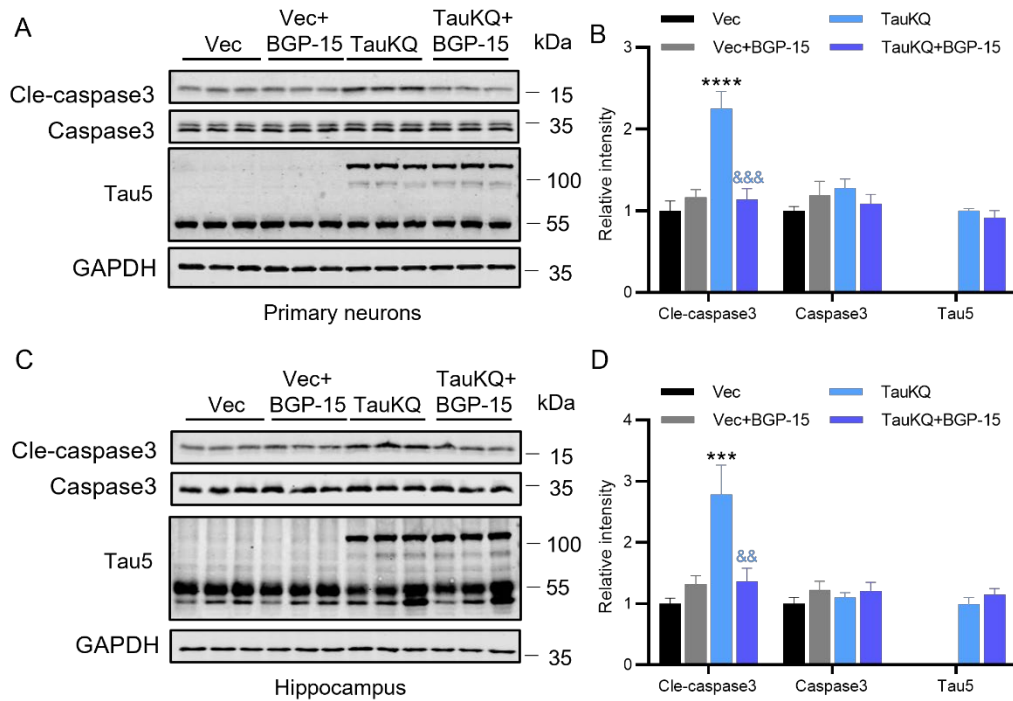 A
Vec
Vec+
BGP-15
TauKQ
TauKQ+
BGP-15
kDa
Cle-caspase3
15
Caspase3
35
Tau5
100
55
GAPDH
35
Primary neurons
B
Vec
TauKQ
Vec+BGP-15
TauKQ+BGP-15
Relative intensity
3
2
1
0
****
&&&
Cle-caspase3
Caspase3
Tau5
C
Vec
Vec+
BGP-15
TauKQ
TauKQ+
BGP-15
kDa
Cle-caspase3
15
Caspase3
35
Tau5
100
55
GAPDH
35
Hippocampus
D
Vec
TauKQ
Vec+BGP-15
TauKQ+BGP-15
Relative intensity
4
3
2
1
0
***
&&
Cle-caspase3
Caspase3
Tau5